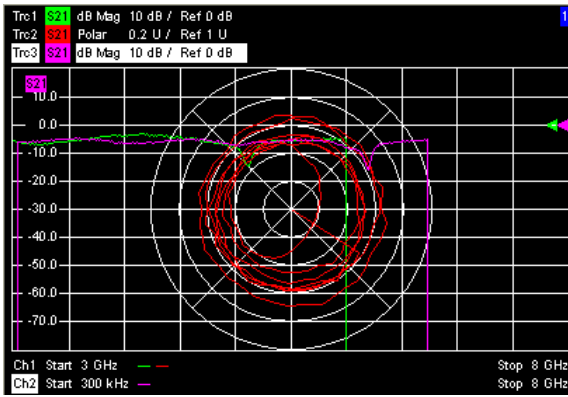 Trc1 S21 dB Mag 10 dB / Ref 0 dB 1
Trc2 S21 Polar 0.2 U / Ref 1 U
Trc3 S21 dB Mag 10 dB / Ref 0 dB
S21
10.0
0.0
-10.0
-20.0
-30.0
-40.0
-50.0
-60.0
-70.0
Ch1 Start 3 GHz Stop 8 GHz
Ch2 Start 300 kHz Stop 8 GHz